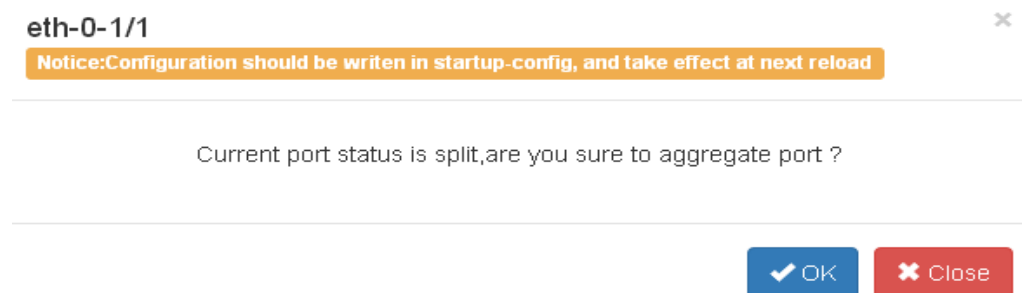 eth-0-1/1
Notice:Configuration should be writen in startup-config, and take effect at next reload
Current port status is split,are you sure to aggregate port ?
OK
Close